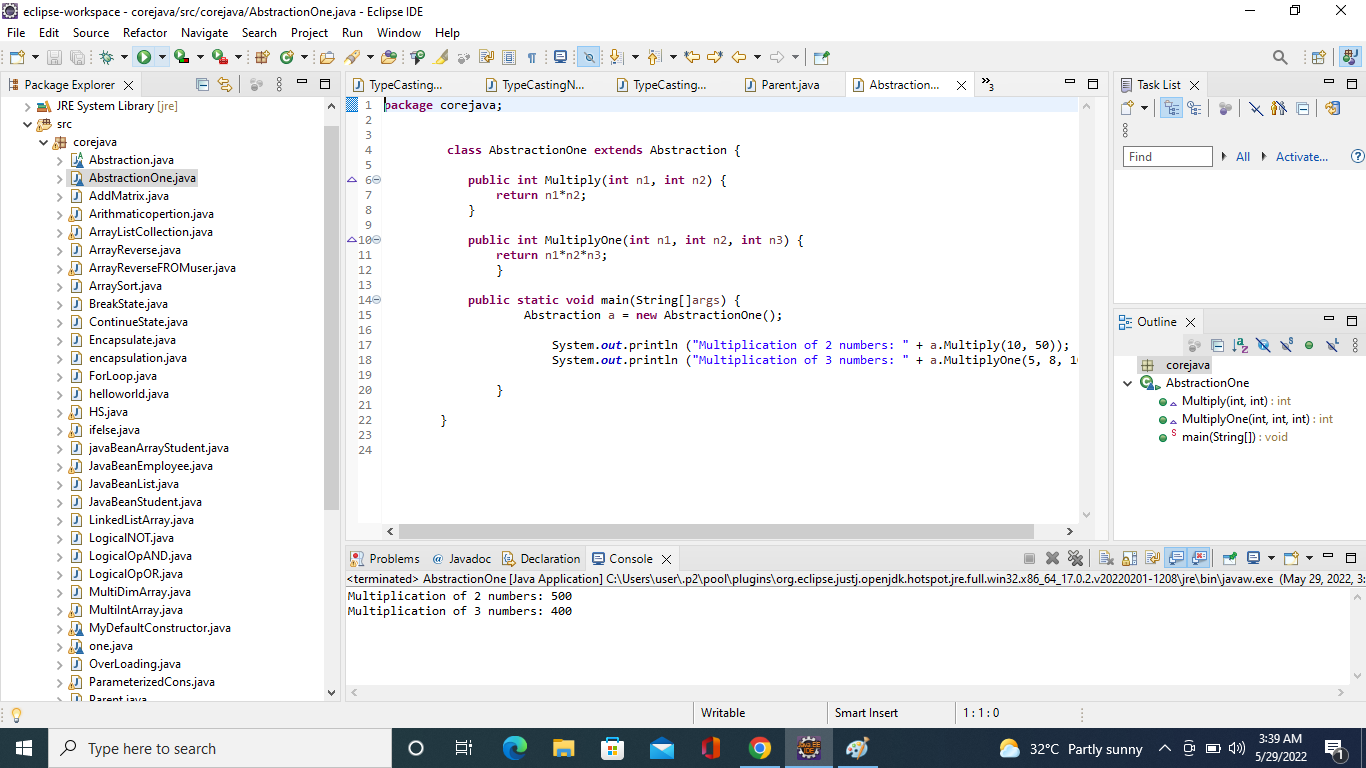 eclipse-workspace - corejava/src/corejava/AbstractionOne.java - Eclipse IDE
File Edit Source Refactor Navigate Search Project Run Window Help
Package Explorer
JRE System Library [jre]
src
corejava
Abstraction.java
AbstractionOne.java
AddMatrix.java
Arithmaticopertion.java
ArrayListCollection.java
ArrayReverse.java
ArrayReverseFROMuser.java
ArraySort.java
BreakState.java
ContinueState.java
Encapsulate.java
encapsulation.java
ForLoop.java
helloworld.java
HS.java
ifelse.java
javaBeanArrayStudent.java
JavaBeanEmployee.java
JavaBeanList.java
JavaBeanStudent.java
LinkedListArray.java
LogicalNOT.java
LogicalOpAND.java
LogicalOpOR.java
MultiDimArray.java
MultiIntArray.java
MyDefaultConstructor.java
one.java
OverLoading.java
ParameterizedCons.java
Parent.java
TypeCasting... TypeCastingN... TypeCasting... Parent.java Abstraction... 3
1 package corejava;
2
3
4 class AbstractionOne extends Abstraction {
5
6 public int Multiply(int n1, int n2) {
7 return n1*n2;
8 }
9
10 public int MultiplyOne(int n1, int n2, int n3) {
11 return n1*n2*n3;
12 }
13
14 public static void main(String[]args) {
15 Abstraction a = new AbstractionOne();
16
17 System.out.println ("Multiplication of 2 numbers: " + a.Multiply(10, 50));
18 System.out.println ("Multiplication of 3 numbers: " + a.MultiplyOne(5, 8, 1
19
20 }
21
22 }
23
24
Task List
Find All Activate...
Outline
corejava
AbstractionOne
Multiply(int, int) : int
MultiplyOne(int, int, int) : int
main(String[]) : void
Problems @ Javadoc Declaration Console
<terminated> AbstractionOne [Java Application] C:\Users\user\.p2\pool\plugins\org.eclipse.justj.openjdk.hotspot.jre.full.win32.x86_64_17.0.2.v20220201-1208\jre\bin\javaw.exe (May 29, 2022, 3:
Multiplication of 2 numbers: 500
Multiplication of 3 numbers: 400
Writable Smart Insert 1 : 1 : 0
Type here to search
32°C Partly sunny
3:39 AM
5/29/2022
1